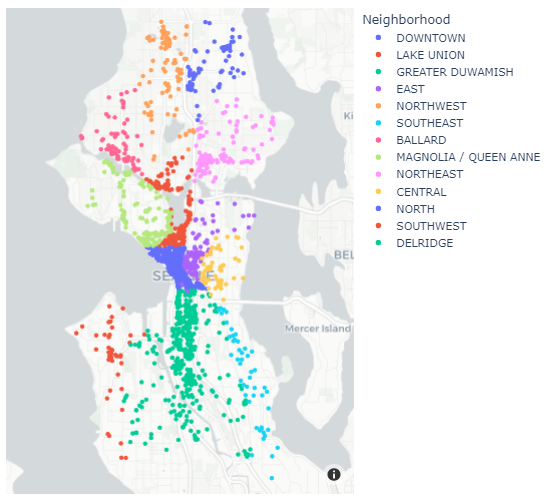 Neighborhood
DOWNTOWN
LAKE UNION
GREATER DUWAMISH
EAST
NORTHWEST
SOUTHEAST
BALLARD
MAGNOLIA / QUEEN ANNE
NORTHEAST
CENTRAL
NORTH
SOUTHWEST
DELRIDGE
Ki
BEL
Mercer Island